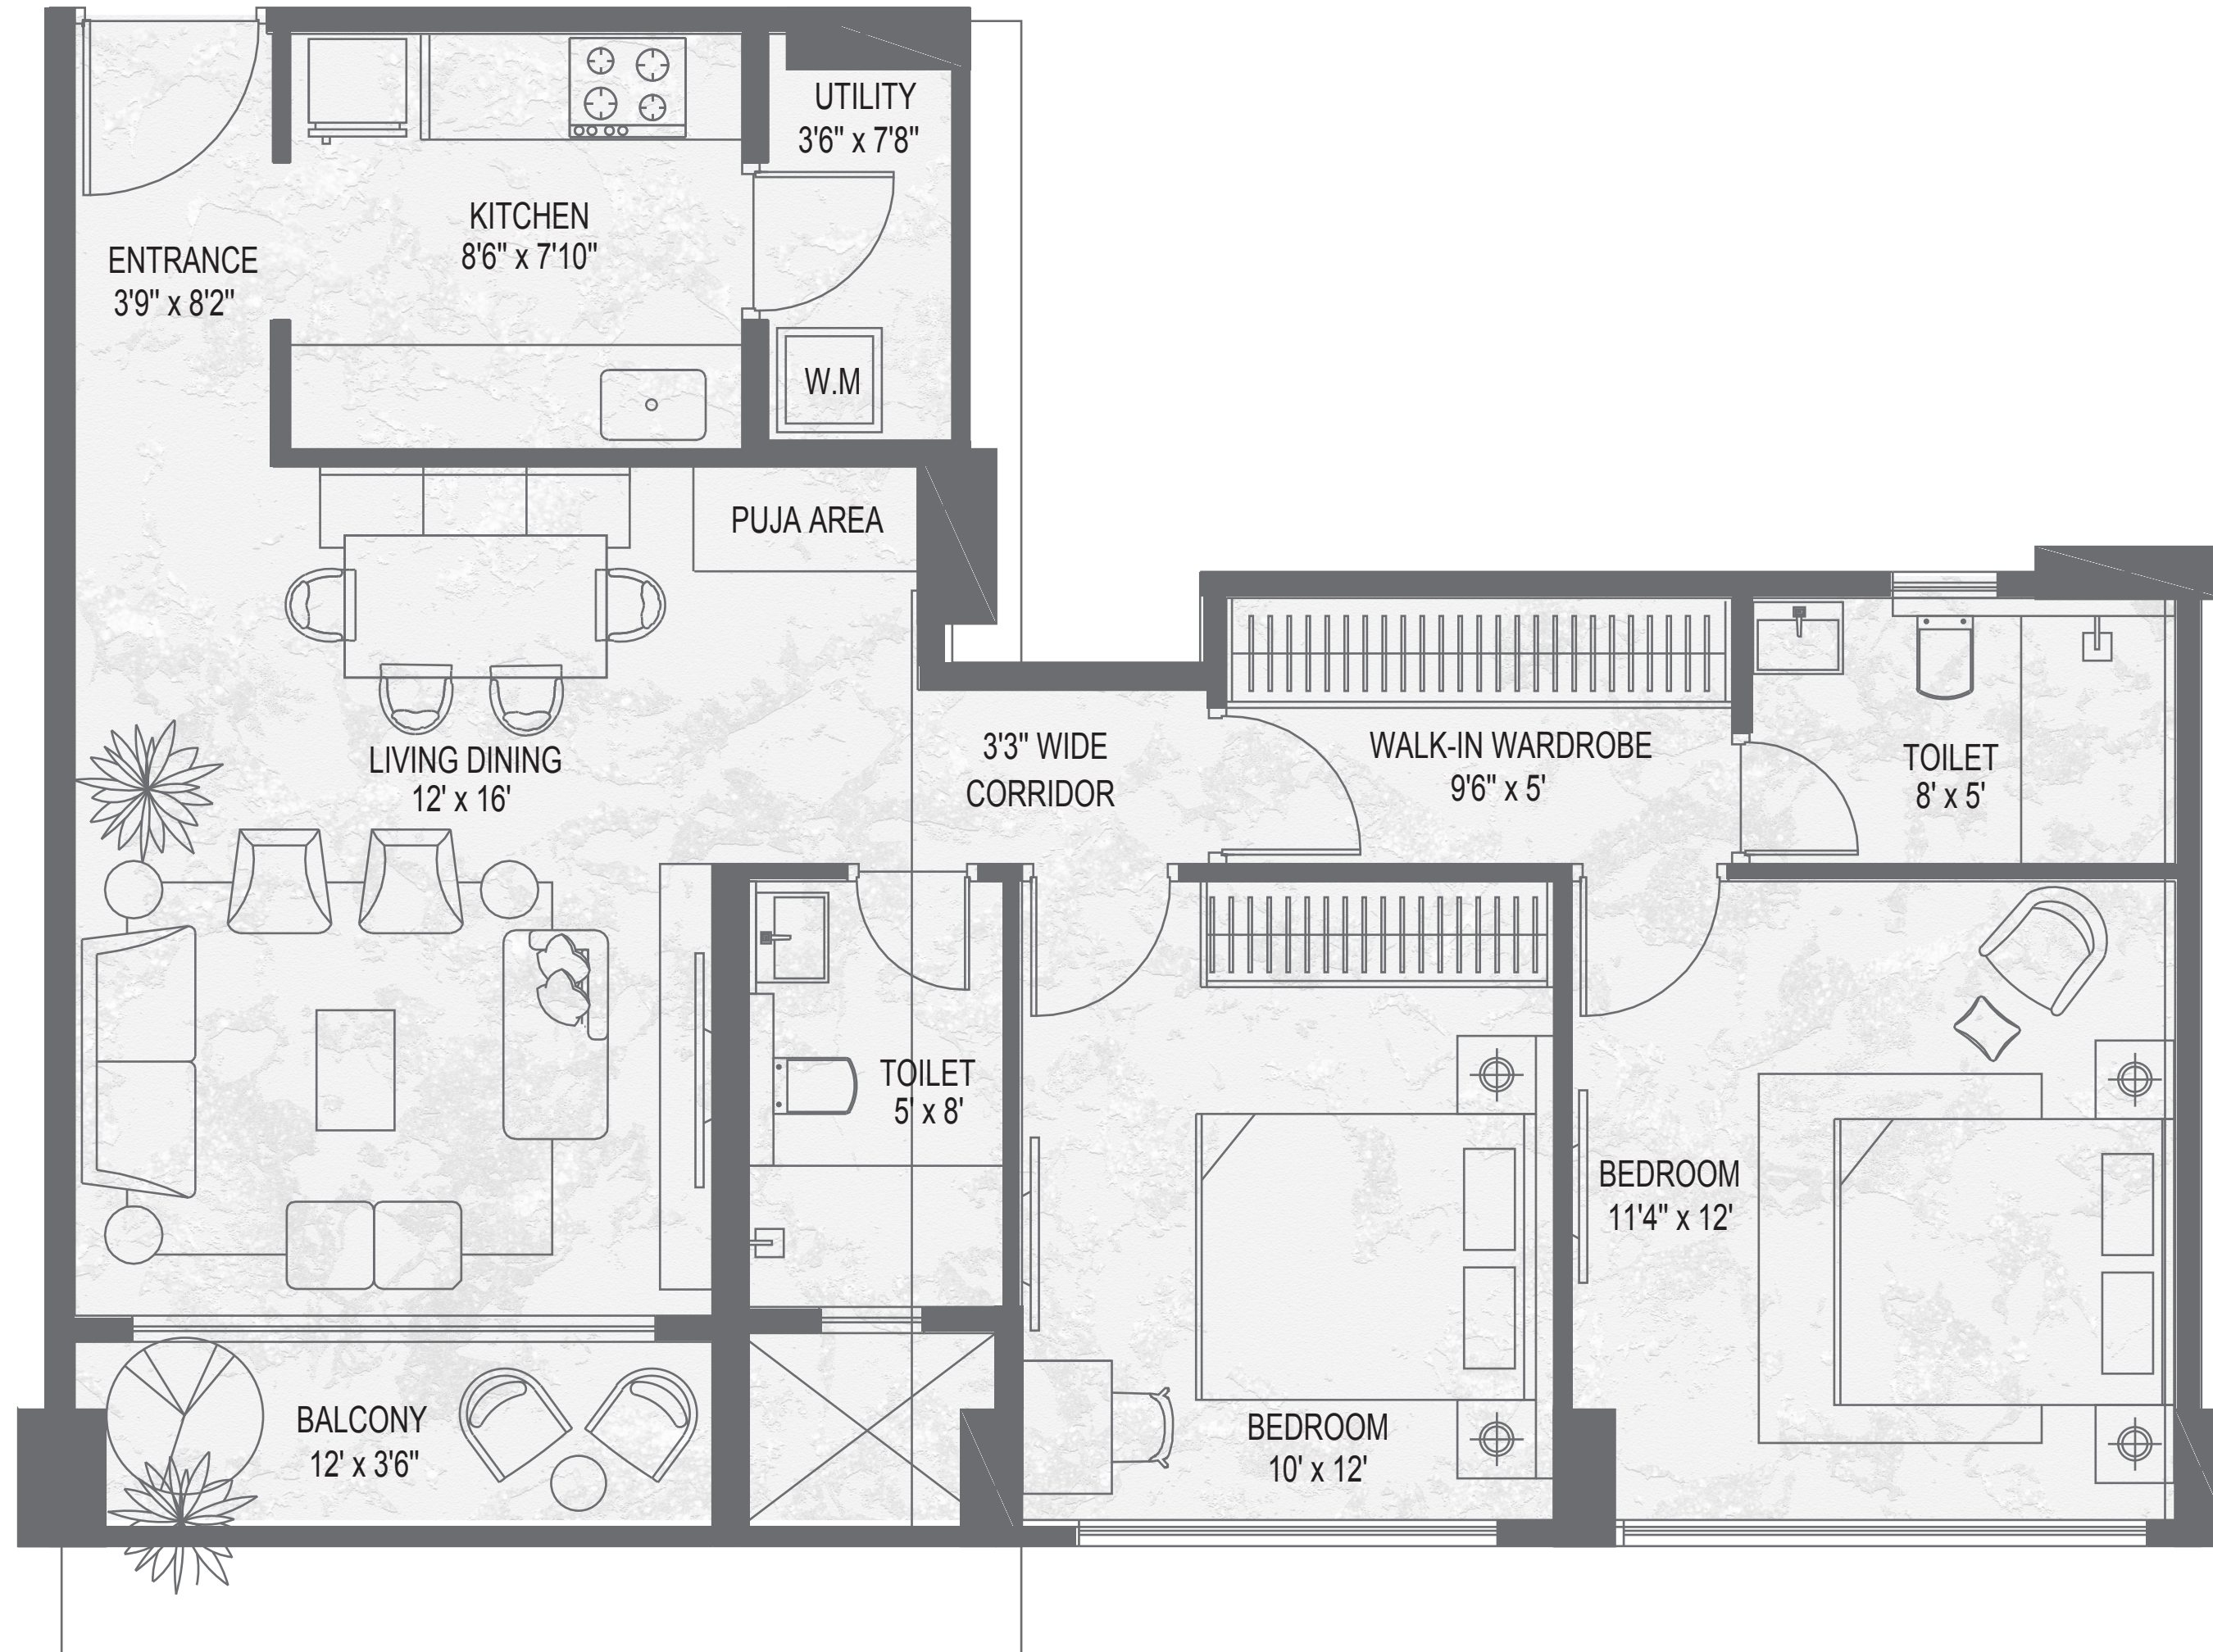 UTILITY
3'6" x 7'8"
KITCHEN
8'6" x 7'10"
ENTRANCE
3'9" x 8'2"
W.M
PUJA AREA
LIVING DINING
12' x 16'
3'3" WIDE
CORRIDOR
WALK-IN WARDROBE
9'6" x 5'
TOILET
8' x 5'
TOILET
5' x 8'
BEDROOM
11'4" x 12'
BALCONY
12' x 3'6"
BEDROOM
10' x 12'